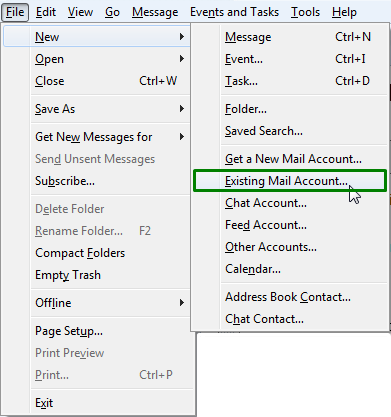 File Edit View Go Message Events and Tasks Tools Help
New
Open
Close Ctrl+W
Save As
Get New Messages for
Send Unsent Messages
Subscribe...
Delete Folder
Rename Folder... F2
Compact Folders
Empty Trash
Offline
Page Setup...
Print Preview
Print... Ctrl+P
Exit
Message Ctrl+N
Event... Ctrl+I
Task... Ctrl+D
Folder...
Saved Search...
Get a New Mail Account...
Existing Mail Account...
Chat Account...
Feed Account...
Other Accounts...
Calendar...
Address Book Contact...
Chat Contact...